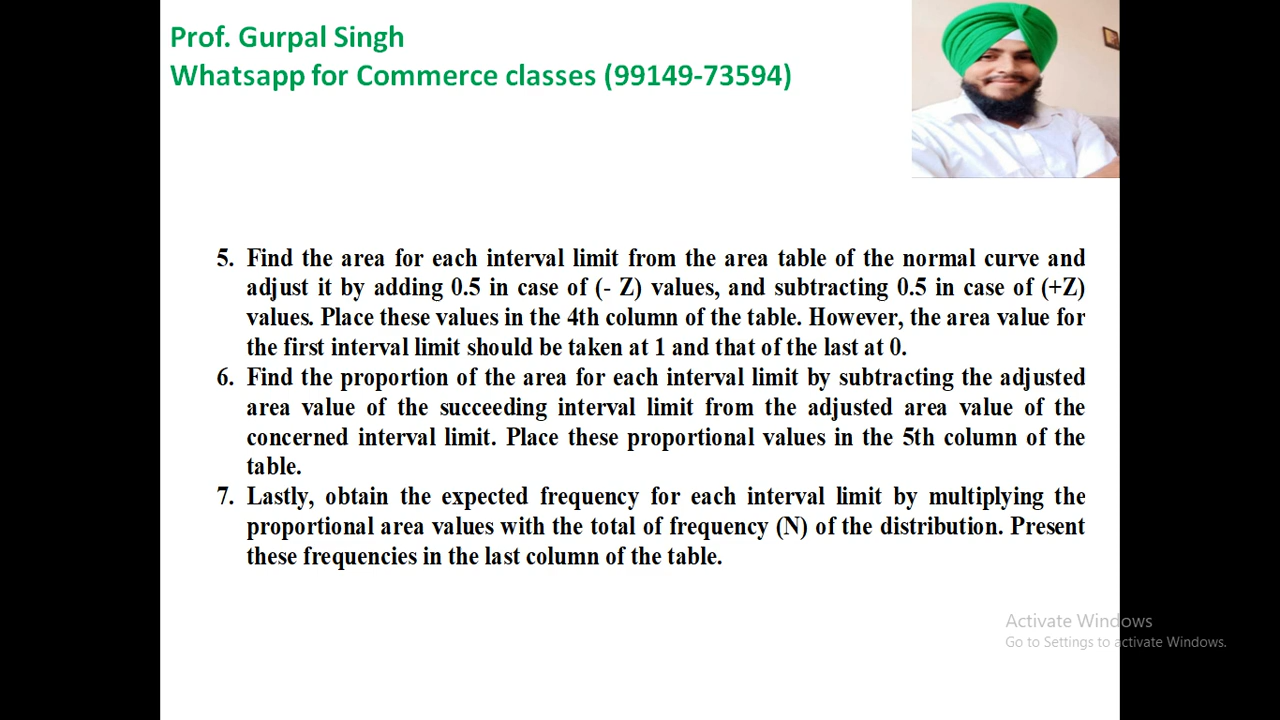 Prof. Gurpal Singh
Whatsapp for Commerce classes (99149-73594)
5. Find the area for each interval limit from the area table of the normal curve and
adjust it by adding 0.5 in case of (- Z) values, and subtracting 0.5 in case of (+Z)
values. Place these values in the 4th column of the table. However, the area value for
the first interval limit should be taken at 1 and that of the last at 0.
6. Find the proportion of the area for each interval limit by subtracting the adjusted
area value of the succeeding interval limit from the adjusted area value of the
concerned interval limit. Place these proportional values in the 5th column of the
table.
7. Lastly, obtain the expected frequency for each interval limit by multiplying the
proportional area values with the total of frequency (N) of the distribution. Present
these frequencies in the last column of the table.
Activate Windows
Go to Settings to activate Windows.